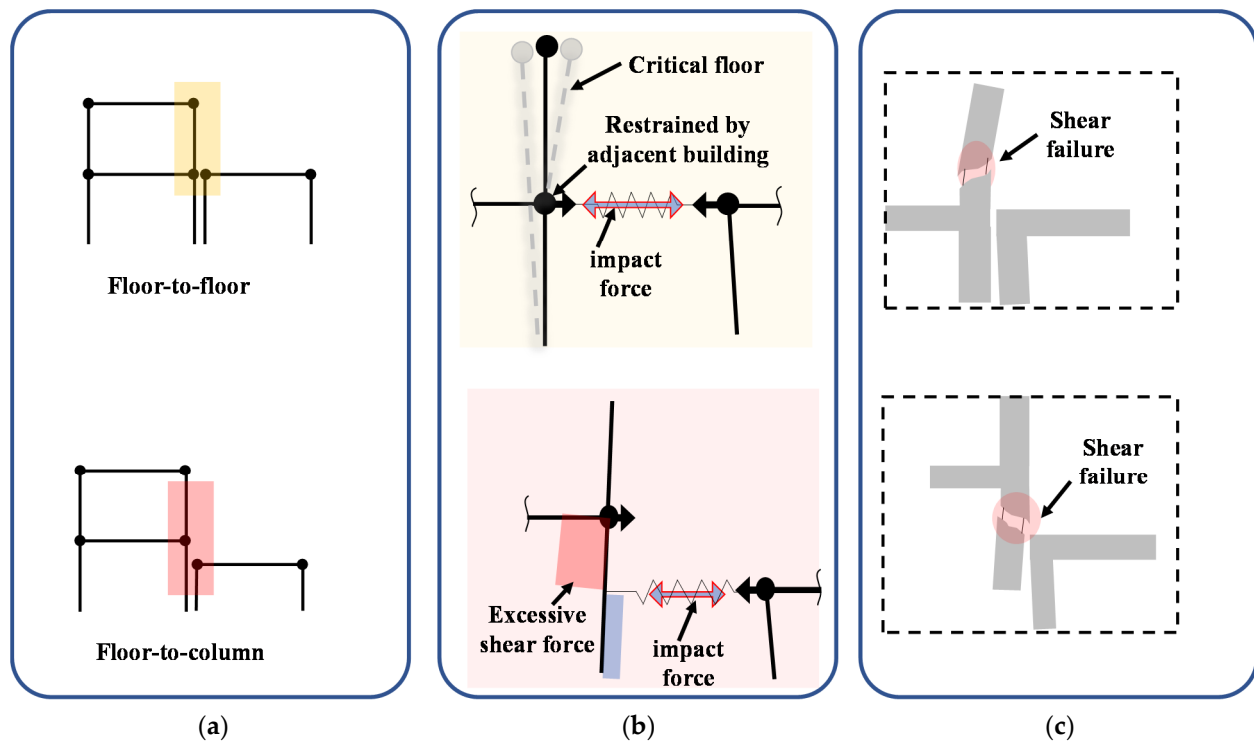 Floor-to-floor
Floor-to-column
(a)
Critical floor
Restrained by
adjacent building
impact
force
Excessive
shear force
impact
force
(b)
Shear
failure
Shear
failure
(c)